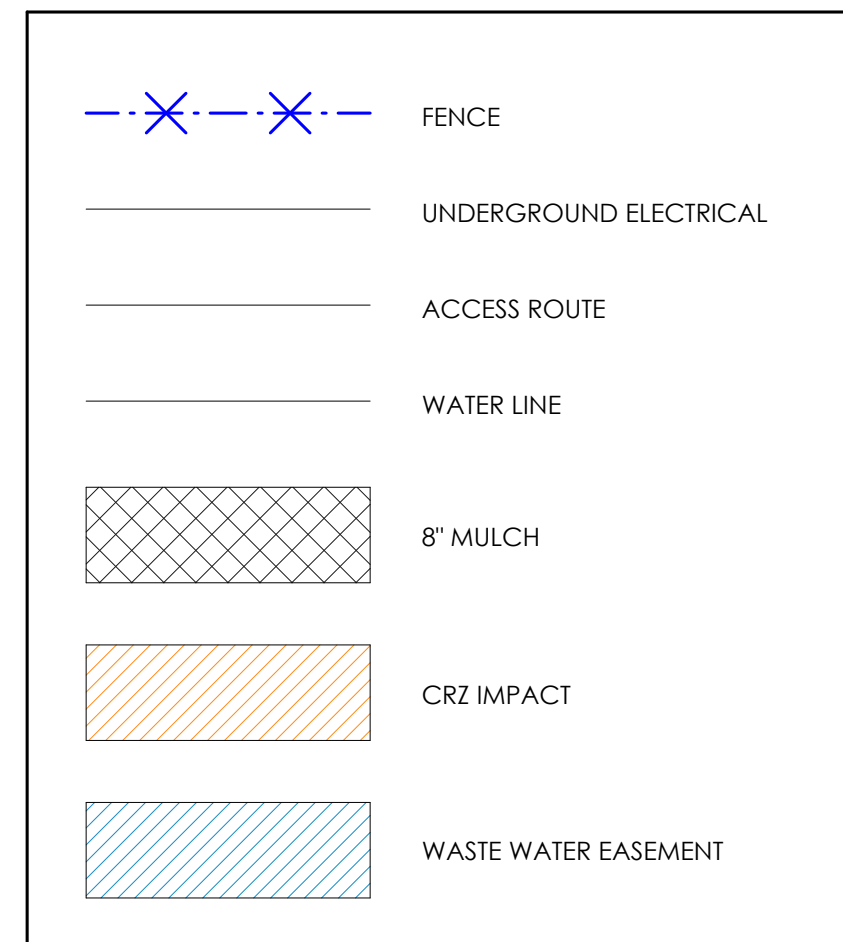 FENCE
UNDERGROUND ELECTRICAL
ACCESS ROUTE
WATER LINE
8" MULCH
CRZ IMPACT
WASTE WATER EASEMENT